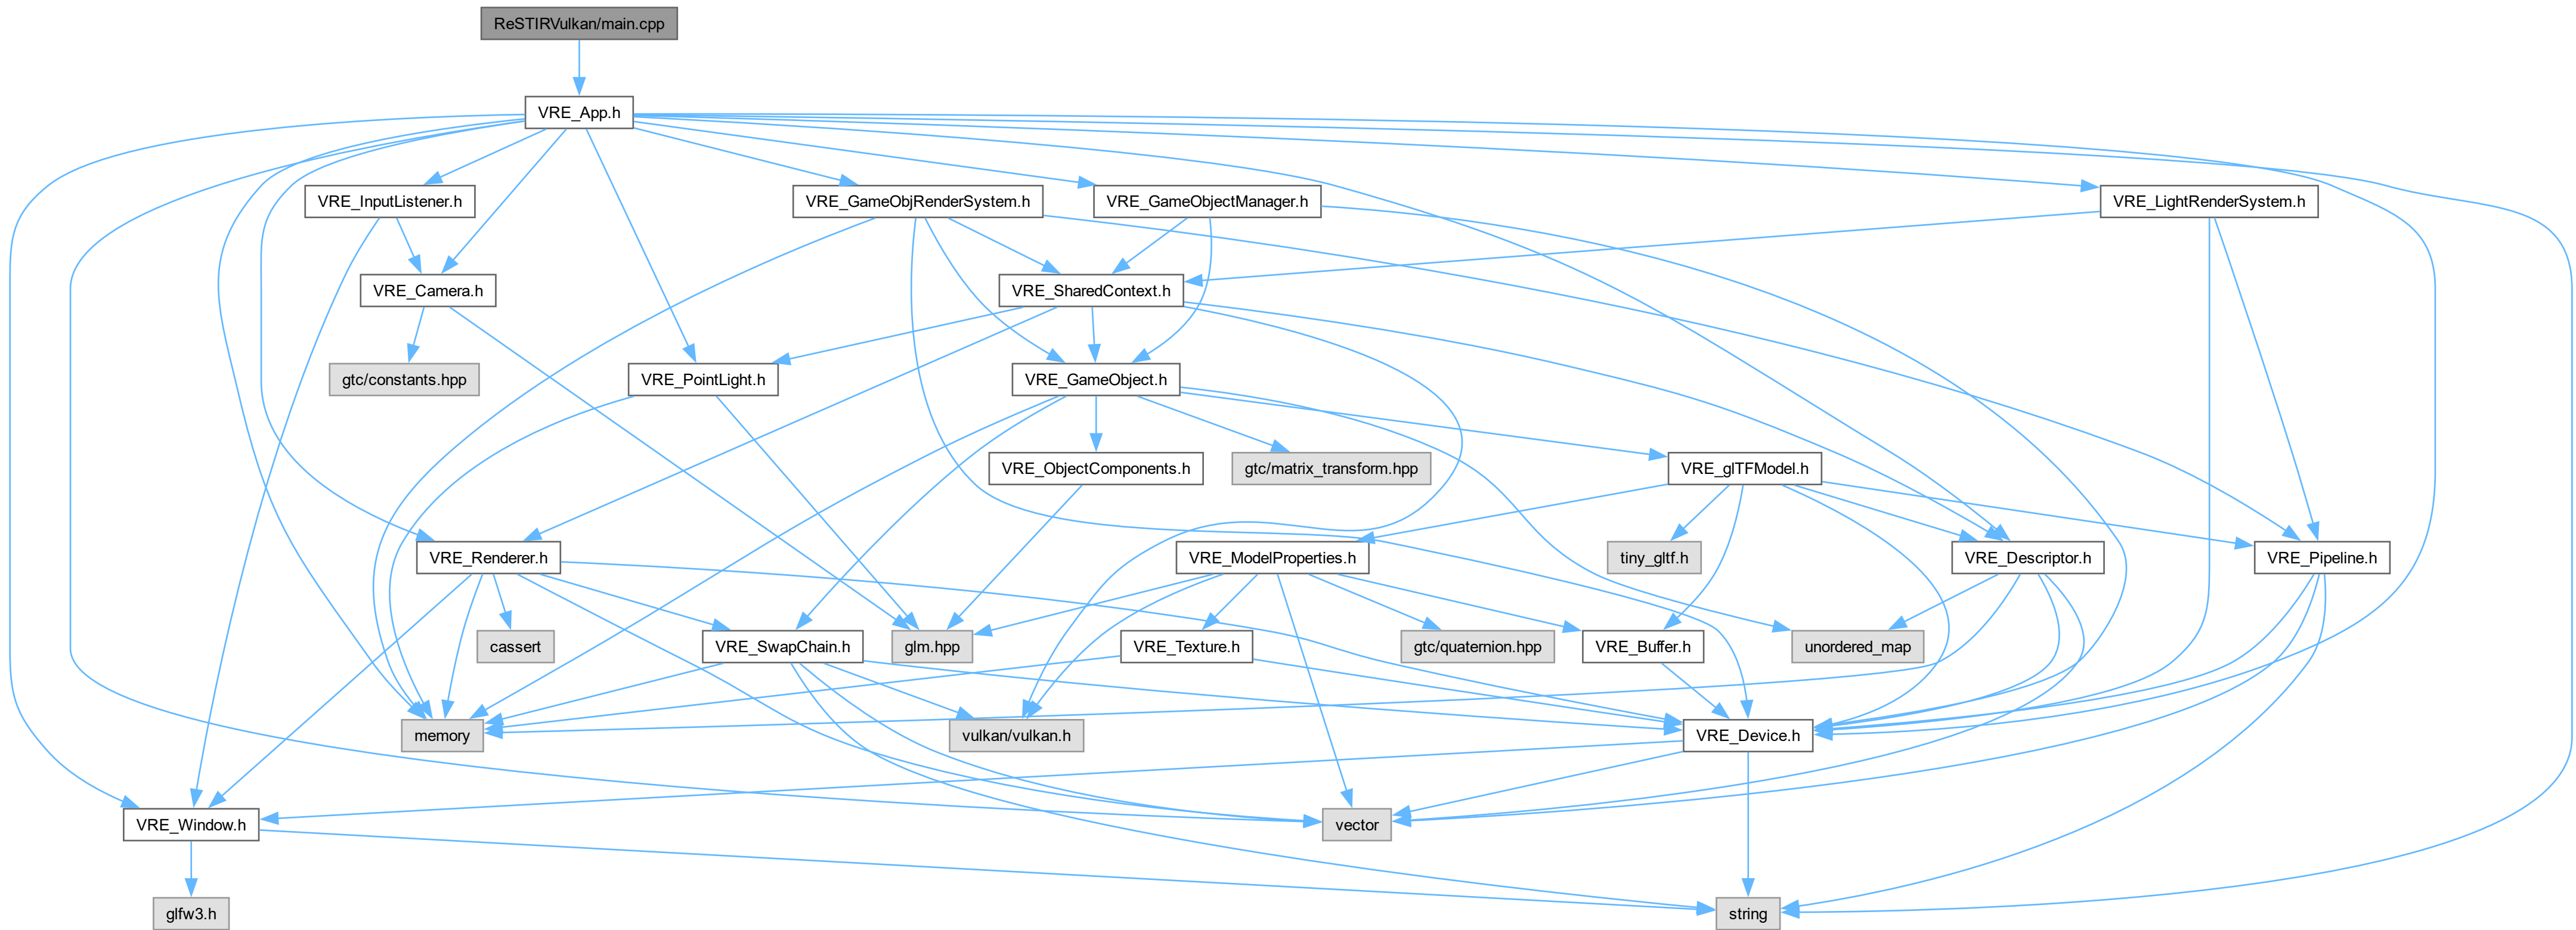 ReSTIRVulkan/main.cpp
VRE_App.h
VRE_InputListener.h
VRE_GameObjRenderSystem.h
VRE_GameObjectManager.h
VRE_LightRenderSystem.h
VRE_Camera.h
VRE_SharedContext.h
gtc/constants.hpp
VRE_PointLight.h
VRE_GameObject.h
VRE_ObjectComponents.h
gtc/matrix_transform.hpp
VRE_glTFModel.h
VRE_Renderer.h
VRE_ModelProperties.h
tiny_gltf.h
VRE_Descriptor.h
VRE_Pipeline.h
cassert
VRE_SwapChain.h
glm.hpp
VRE_Texture.h
gtc/quaternion.hpp
VRE_Buffer.h
unordered_map
memory
vulkan/vulkan.h
VRE_Device.h
VRE_Window.h
vector
glfw3.h
string